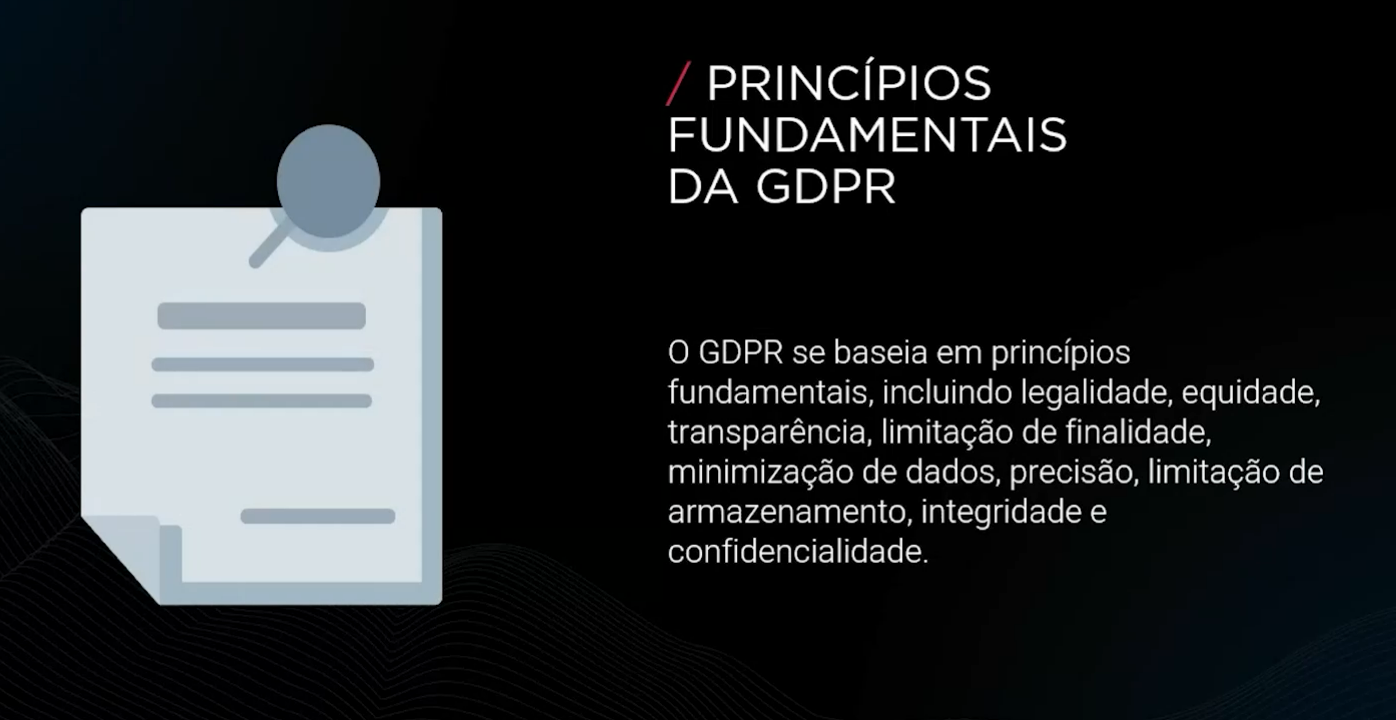 / PRINCÍPIOS
FUNDAMENTAIS
DA GDPR
O GDPR se baseia em princípios
fundamentais, incluindo legalidade, equidade,
transparência, limitação de finalidade,
minimização de dados, precisão, limitação de
armazenamento, integridade e
confidencialidade.